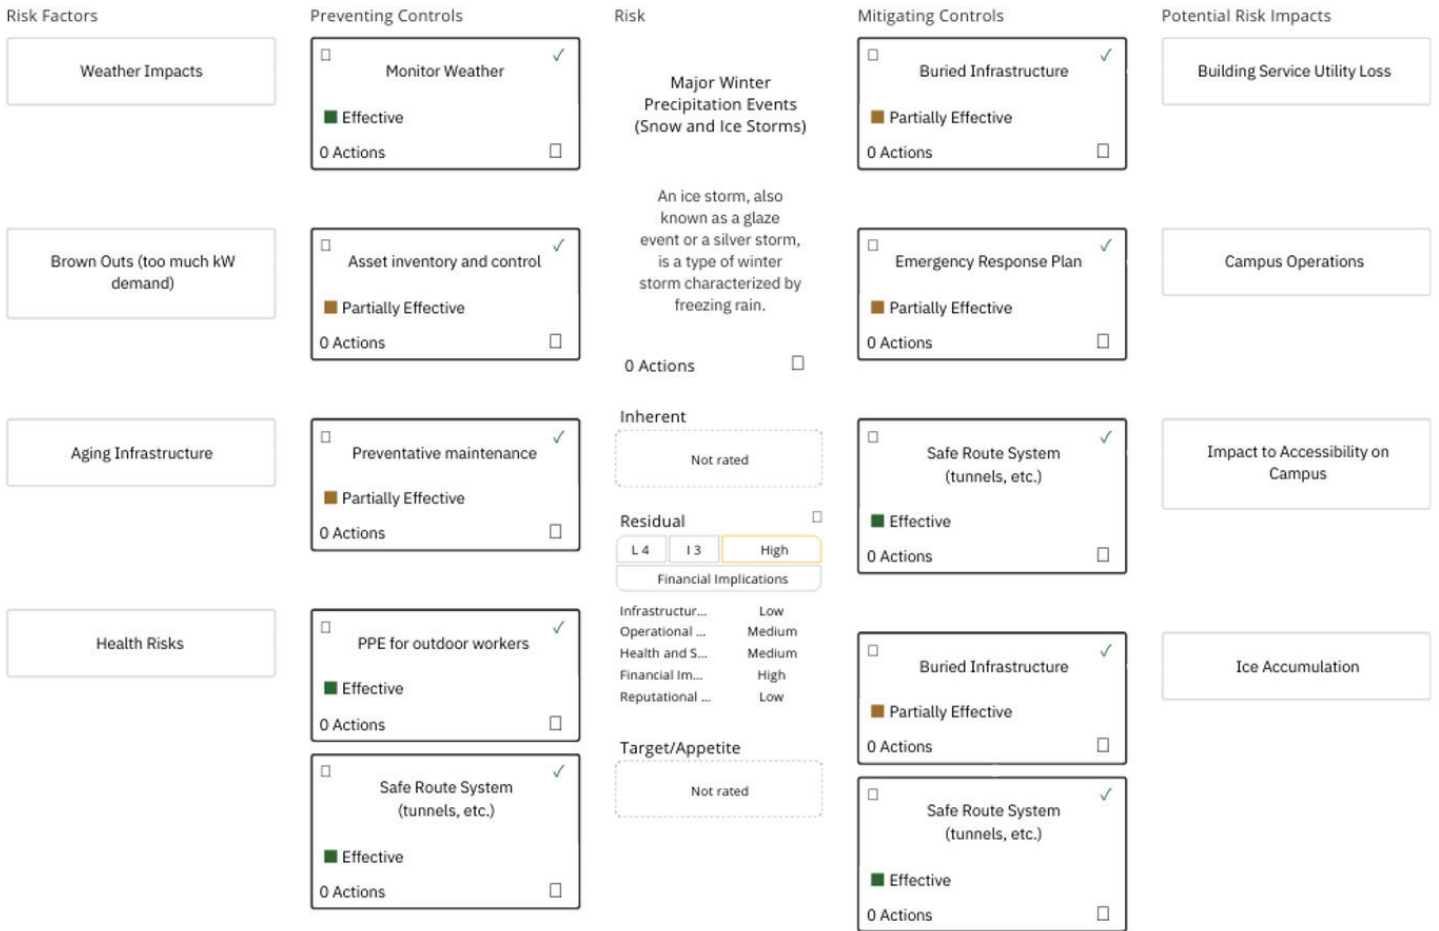 Risk Factors
Preventing Controls
Risk
Mitigating Controls
Potential Risk Impacts
Weather Impacts
Brown Outs (too much kW
demand)
Aging Infrastructure
Health Risks
✓
Monitor Weather
Effective
0 Actions
✓
Asset inventory and control
Partially Effective
0 Actions
✓
Preventative maintenance
Partially Effective
0 Actions
✓
PPE for outdoor workers
Effective
0 Actions
✓
Safe Route System
(tunnels, etc.)
Effective
0 Actions
Major Winter
Precipitation Events
(Snow and Ice Storms)
An ice storm, also
known as a glaze
event or a silver storm,
is a type of winter
storm characterized by
freezing rain.
0 Actions
Inherent
Not rated
Residual
L 4 I 3 High
Financial Implications
Infrastructur... Low
Operational ... Medium
Health and S... Medium
Financial Im... High
Reputational ... Low
Target/Appetite
Not rated
✓
Buried Infrastructure
Partially Effective
0 Actions
✓
Emergency Response Plan
Partially Effective
0 Actions
✓
Safe Route System
(tunnels, etc.)
Effective
0 Actions
✓
Buried Infrastructure
Partially Effective
0 Actions
✓
Safe Route System
(tunnels, etc.)
Effective
0 Actions
Building Service Utility Loss
Campus Operations
Impact to Accessibility on
Campus
Ice Accumulation